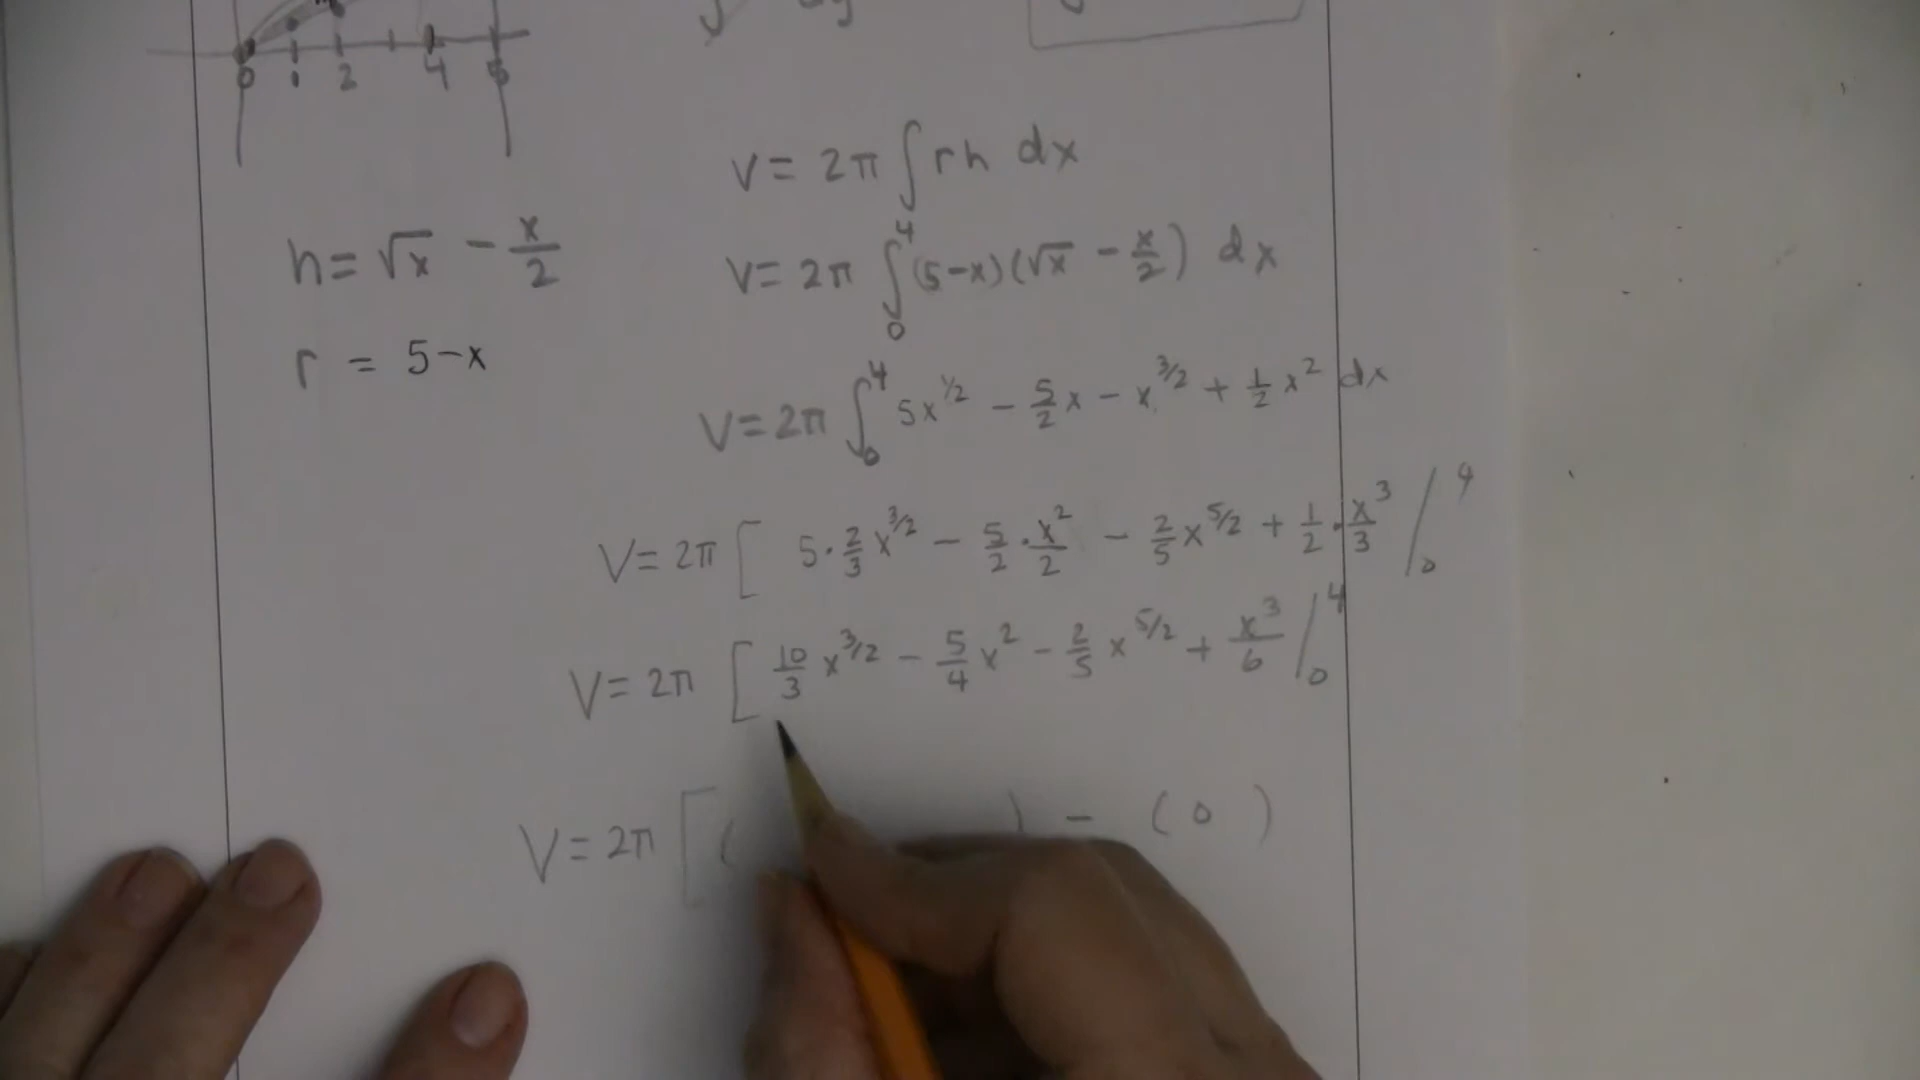 0 1 2 4 5
V = 2π ∫ rh dx
h = √x - x/2
V = 2π ∫₀⁴ (5-x)(√x - x/2) dx
r = 5-x
V = 2π ∫₀⁴ 5x^1/2 - 5/2 x - x^3/2 + 1/2 x² dx
V = 2π [ 5·2/3 x^3/2 - 5/2 · x²/2 - 2/5 x^5/2 + 1/2 · x³/3 /₀⁴
V = 2π [ 10/3 x^3/2 - 5/4 x² - 2/5 x^5/2 + x³/6 /₀⁴
V = 2π [ ( ) - ( 0 )